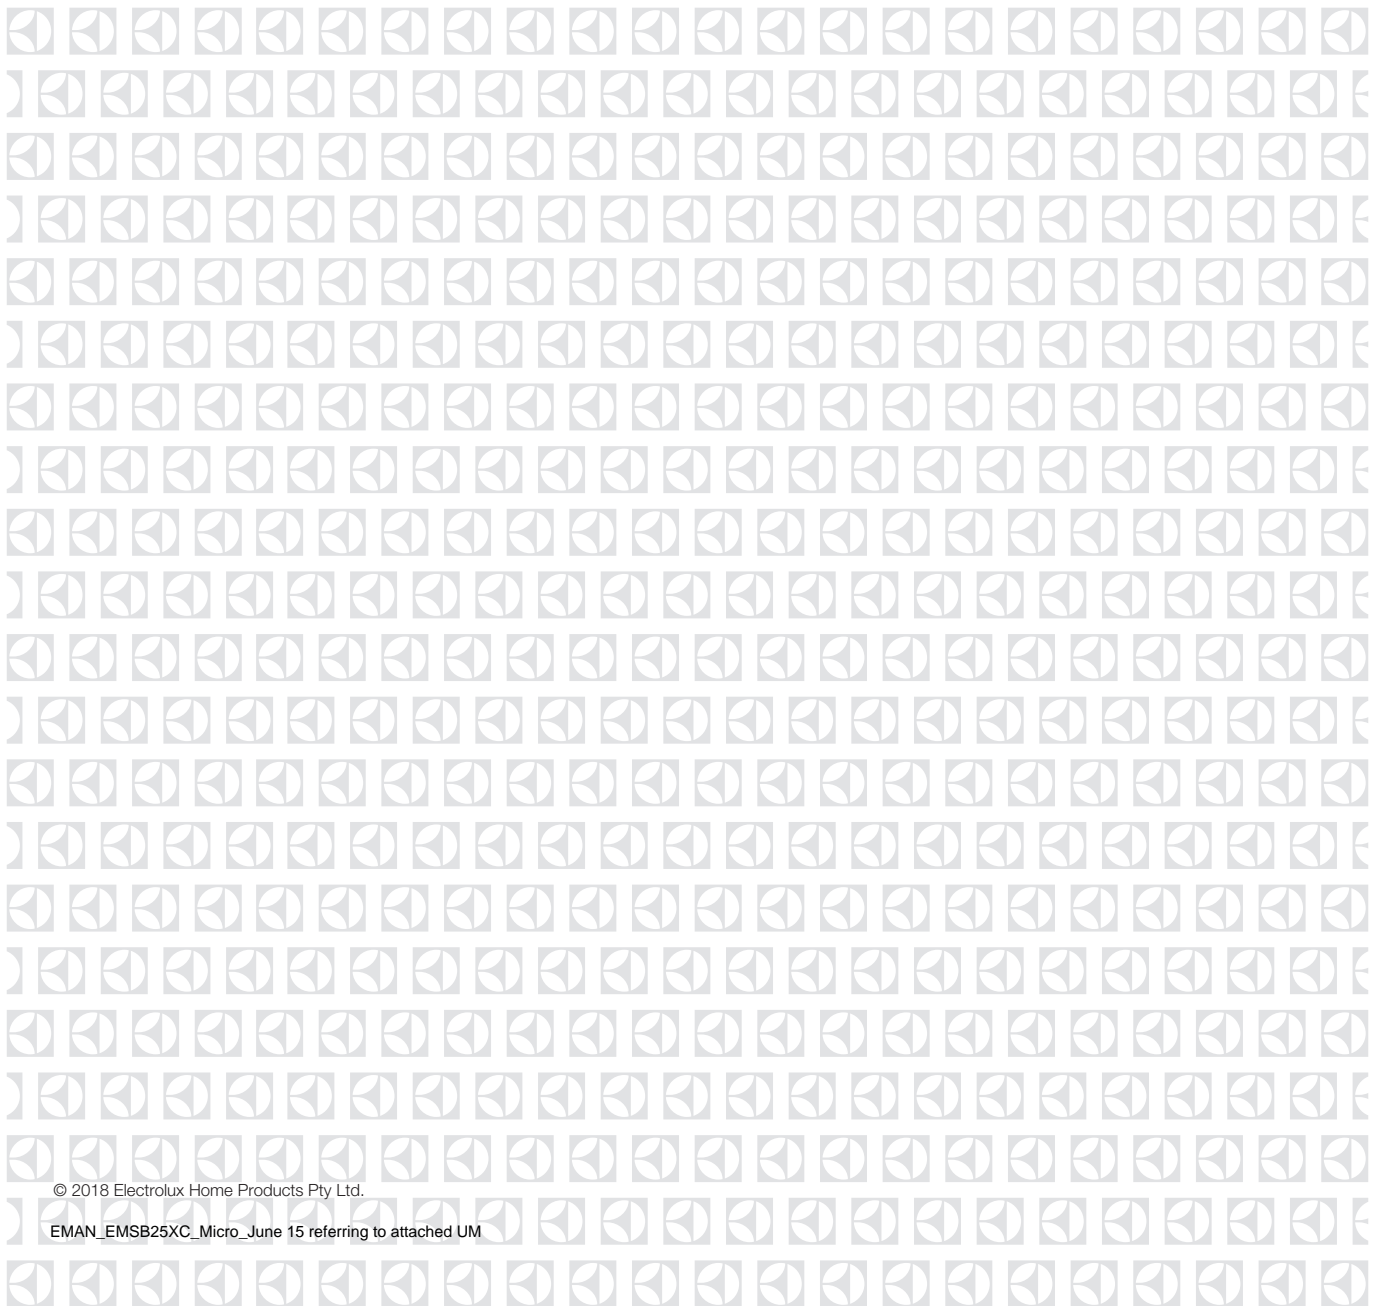 © 2018 Electrolux Home Products Pty Ltd.
EMAN_EMSB25XC_Micro_June 15 referring to attached UM